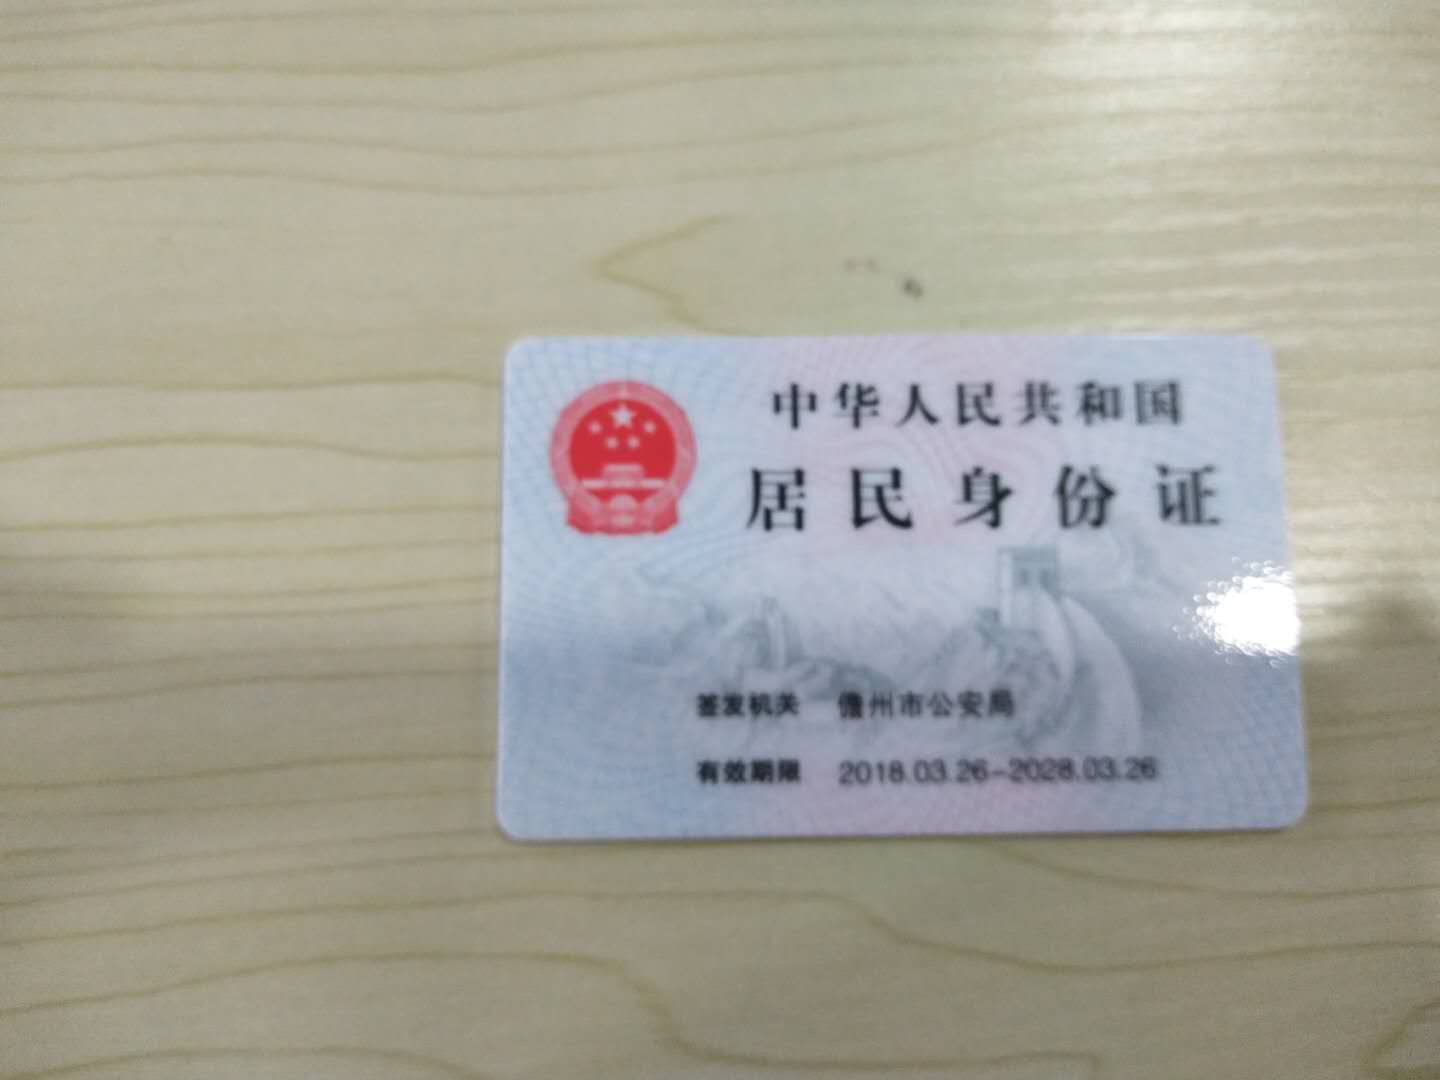 中华人民共和国
居民身份证
签发机关 儋州市公安局
有效期限 2018.03.26-2028.03.26